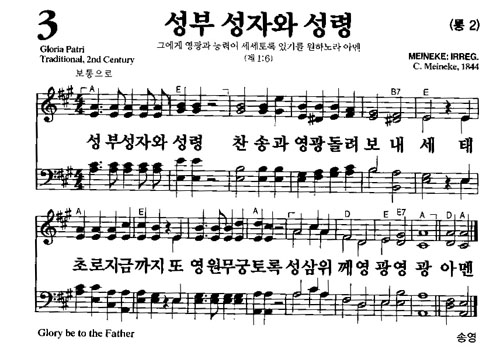 3
성부 성자와 성령
(통 2)
Gloria Patri
Traditional, 2nd Century
그에게 영광과 능력이 세세토록 있기를 원하노라 아멘
(계 1:6)
MEINEKE: IRREG.
C. Meineke, 1844
보통으로
A E A E B7 E
성 부성자와 성령 찬 송과 영광돌려 보 내 세 태
A E A D E7 A D A
초로지금까지 또 영원무궁토록 성삼위 께영 광영 광 아멘
Glory be to the Father
송영